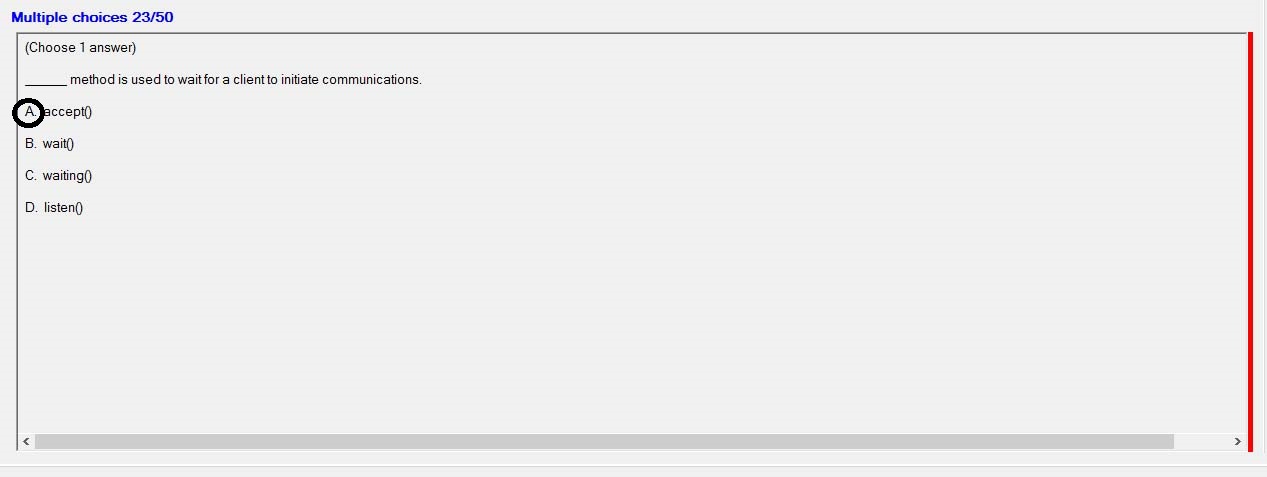 Multiple choices 23/50
(Choose 1 answer)
______ method is used to wait for a client to initiate communications.
A. accept()
B. wait()
C. waiting()
D. listen()